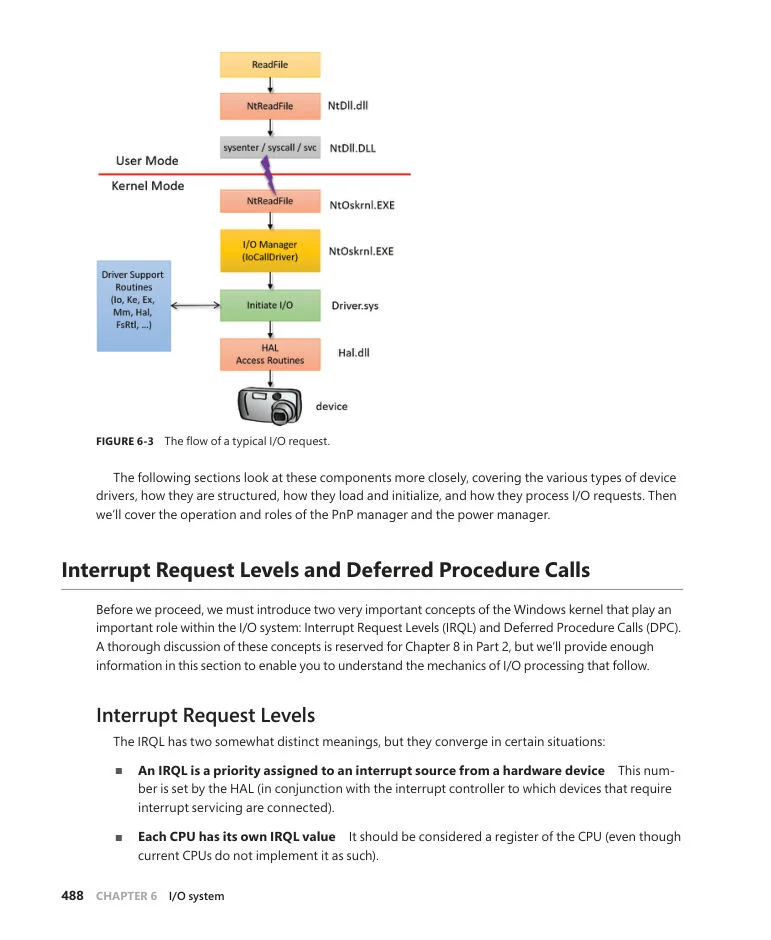 ReadFile
NtReadFile
NtDll.dll
sysenter / syscall / svc
NtDll.DLL
User Mode
Kernel Mode
NtReadFile
NtOskrnl.EXE
I/O Manager
(IoCallDriver)
NtOskrnl.EXE
Driver Support
Routines
(Io, Ke, Ex,
Mm, Hal,
FsRtl, ...)
Initiate I/O
Driver.sys
HAL
Access Routines
Hal.dll
device
FIGURE 6-3 The flow of a typical I/O request.
The following sections look at these components more closely, covering the various types of device
drivers, how they are structured, how they load and initialize, and how they process I/O requests. Then
we’ll cover the operation and roles of the PnP manager and the power manager.
Interrupt Request Levels and Deferred Procedure Calls
Before we proceed, we must introduce two very important concepts of the Windows kernel that play an
important role within the I/O system: Interrupt Request Levels (IRQL) and Deferred Procedure Calls (DPC).
A thorough discussion of these concepts is reserved for Chapter 8 in Part 2, but we’ll provide enough
information in this section to enable you to understand the mechanics of I/O processing that follow.
Interrupt Request Levels
The IRQL has two somewhat distinct meanings, but they converge in certain situations:
■ An IRQL is a priority assigned to an interrupt source from a hardware device This num-
ber is set by the HAL (in conjunction with the interrupt controller to which devices that require
interrupt servicing are connected).
■ Each CPU has its own IRQL value It should be considered a register of the CPU (even though
current CPUs do not implement it as such).
488 CHAPTER 6 I/O system